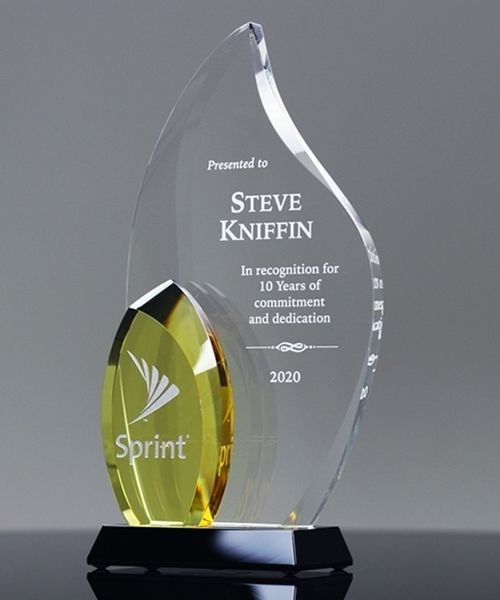 Presented to
STEVE
KNIFFIN
In recognition for
10 Years of
commitment
and dedication
2020
Sprint